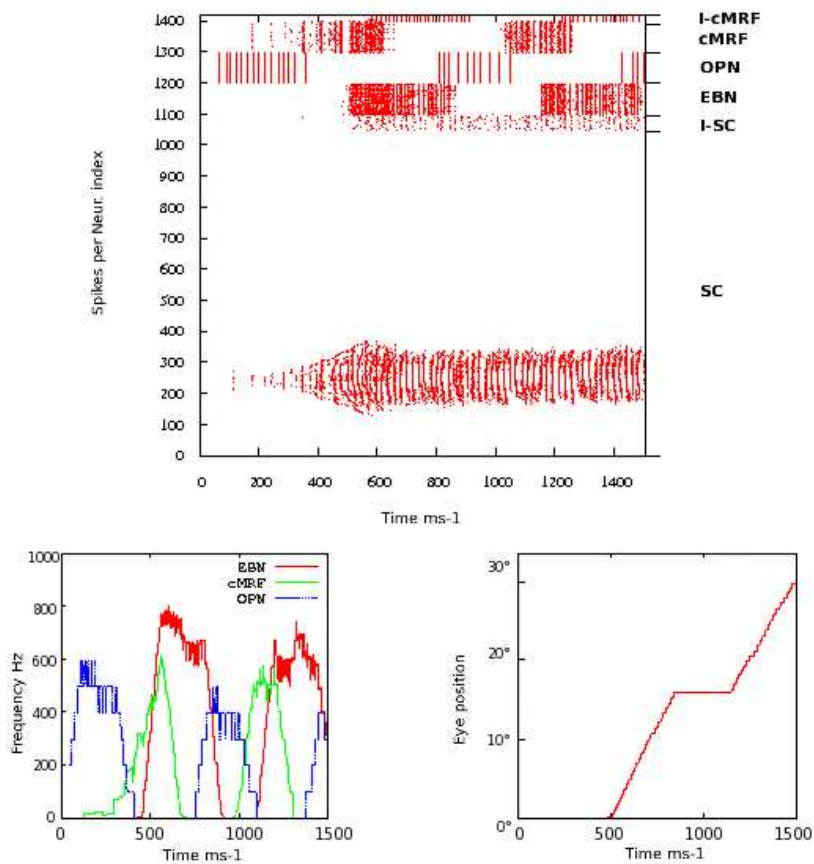 1400
1300
1200
1100
1000
900
800
700
600
500
400
300
200
100
0
Spikes per Neur. index
0 200 400 600 800 1000 1200 1400
Time ms-1
I-cMRF
cMRF
OPN
EBN
I-SC
SC
1000
800
600
400
200
0
Frequency Hz
EBN
cMRF
OPN
0 500 1000 1500
Time ms-1
30°
20°
10°
0°
Eye position
0 500 1000 1500
Time ms-1